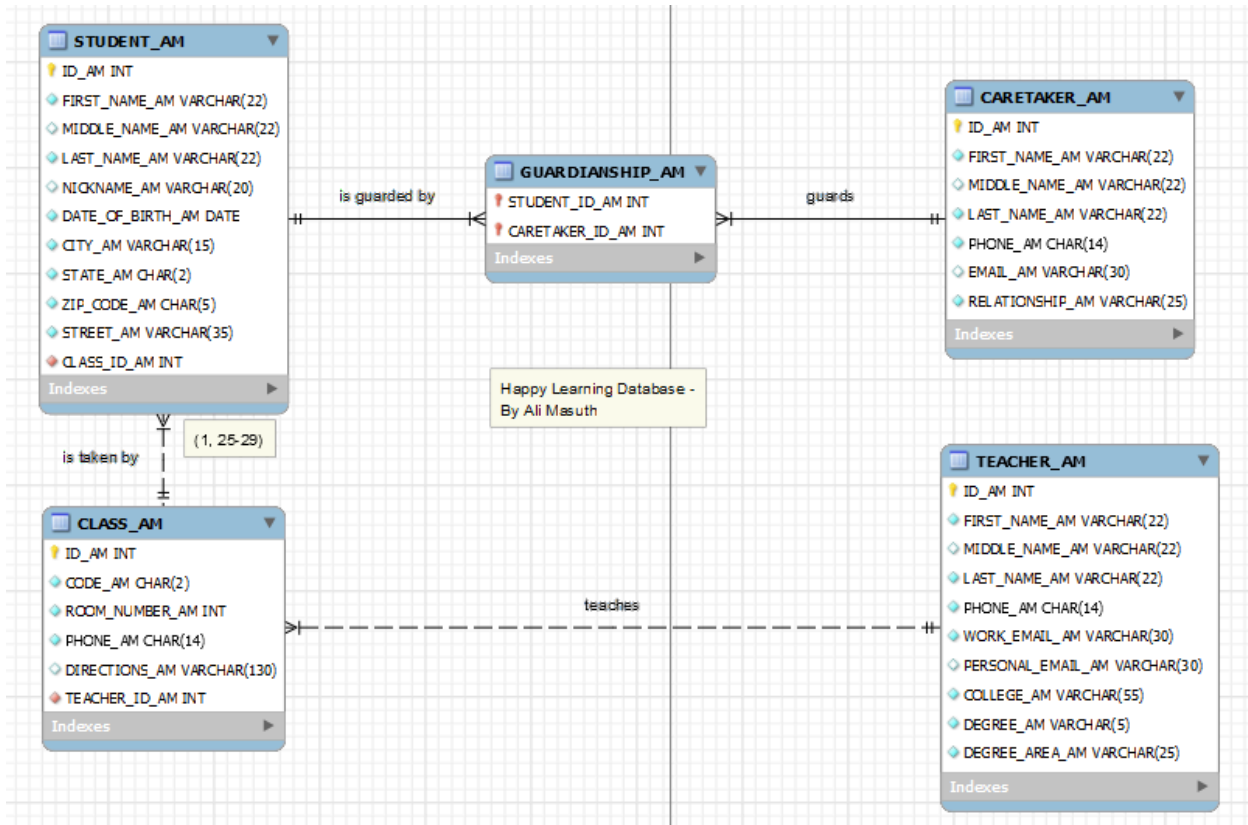 STUDENT_AM
ID_AM INT
FIRST_NAME_AM VARCHAR(22)
MIDDLE_NAME_AM VARCHAR(22)
LAST_NAME_AM VARCHAR(22)
NICKNAME_AM VARCHAR(20)
DATE_OF_BIRTH_AM DATE
CITY_AM VARCHAR(15)
STATE_AM CHAR(2)
ZIP_CODE_AM CHAR(5)
STREET_AM VARCHAR(35)
CLASS_ID_AM INT
Indexes
is guarded by
GUARDIANSHIP_AM
STUDENT_ID_AM INT
CARETAKER_ID_AM INT
Indexes
guards
CARETAKER_AM
ID_AM INT
FIRST_NAME_AM VARCHAR(22)
MIDDLE_NAME_AM VARCHAR(22)
LAST_NAME_AM VARCHAR(22)
PHONE_AM CHAR(14)
EMAIL_AM VARCHAR(30)
RELATIONSHIP_AM VARCHAR(25)
Indexes
Happy Learning Database -
By Ali Masuth
(1, 25-29)
is taken by
CLASS_AM
ID_AM INT
CODE_AM CHAR(2)
ROOM_NUMBER_AM INT
PHONE_AM CHAR(14)
DIRECTIONS_AM VARCHAR(130)
TEACHER_ID_AM INT
Indexes
teaches
TEACHER_AM
ID_AM INT
FIRST_NAME_AM VARCHAR(22)
MIDDLE_NAME_AM VARCHAR(22)
LAST_NAME_AM VARCHAR(22)
PHONE_AM CHAR(14)
WORK_EMAIL_AM VARCHAR(30)
PERSONAL_EMAIL_AM VARCHAR(30)
COLLEGE_AM VARCHAR(55)
DEGREE_AM VARCHAR(5)
DEGREE_AREA_AM VARCHAR(25)
Indexes